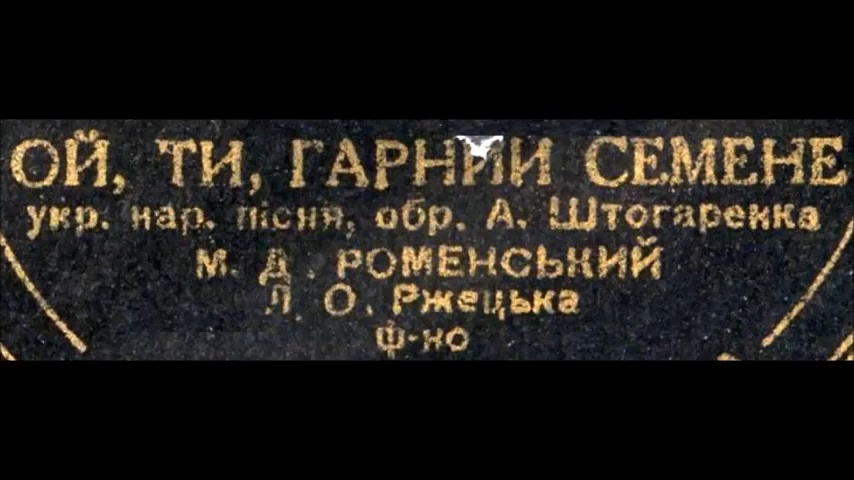 ОЙ, ТИ, ГАРНИЙ СЕМЕНЕ
укр. нар. пісня, обр. А. Штогаренка
М. Д. РОМЕНСЬКИЙ
Л. О. Ржецька
ф-но